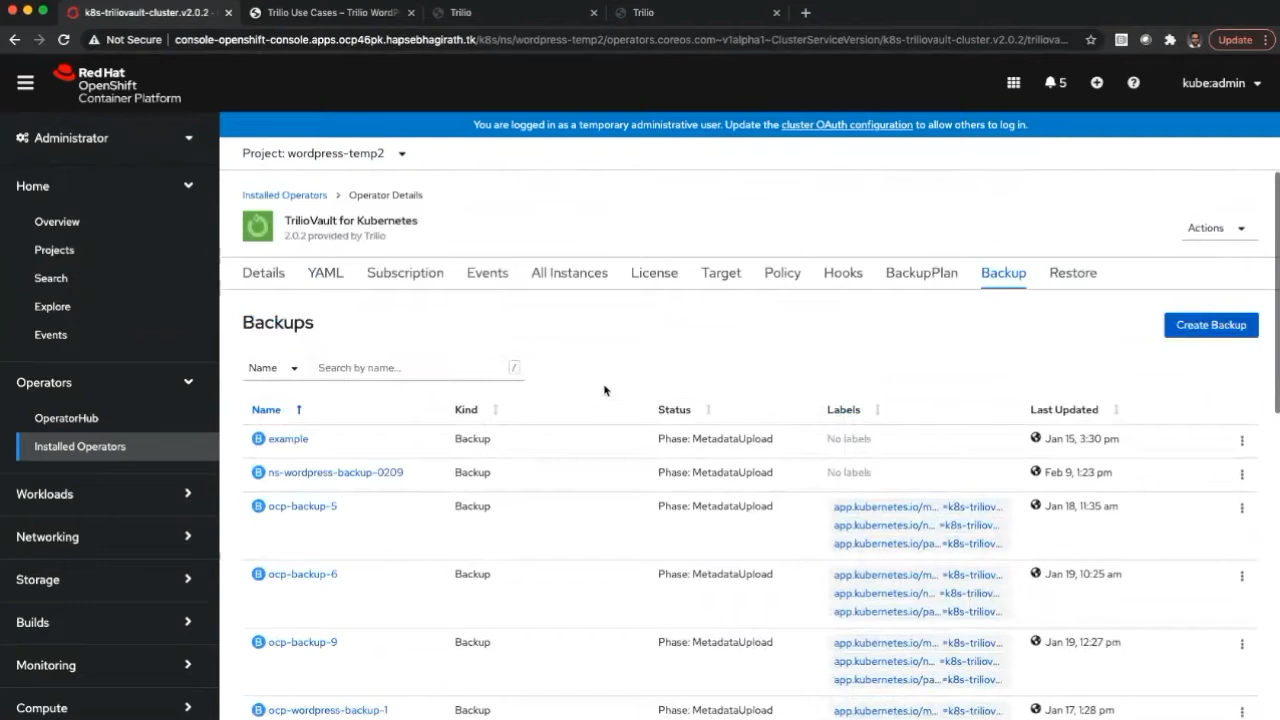 k8s-triliovault-cluster.v2.0.2 -
Trilio Use Cases – Trilio WordP
Trilio
Trilio
Not Secure
console-openshift-console.apps.ocp46pk.hapsebhagirath.tk/k8s/ns/wordpress-temp2/operators.coreos.com~v1alpha1~ClusterServiceVersion/k8s-triliovault-cluster.v2.0.2/triliova...
Update
Red Hat
OpenShift
Container Platform
5
kube:admin
You are logged in as a temporary administrative user. Update the cluster OAuth configuration to allow others to log in.
Administrator
Home
Overview
Projects
Search
Explore
Events
Operators
OperatorHub
Installed Operators
Workloads
Networking
Storage
Builds
Monitoring
Compute
Project: wordpress-temp2
Installed Operators > Operator Details
TrilioVault for Kubernetes
2.0.2 provided by Trilio
Actions
Details YAML Subscription Events All Instances License Target Policy Hooks BackupPlan Backup Restore
Backups
Create Backup
Name Search by name... /
Name Kind Status Labels Last Updated
B example Backup Phase: MetadataUpload No labels Jan 15, 3:30 pm
B ns-wordpress-backup-0209 Backup Phase: MetadataUpload No labels Feb 9, 1:23 pm
B ocp-backup-5 Backup Phase: MetadataUpload app.kubernetes.io/m... =k8s-triliov... Jan 18, 11:35 am
app.kubernetes.io/n... =k8s-triliov...
app.kubernetes.io/pa...=k8s-triliov...
B ocp-backup-6 Backup Phase: MetadataUpload app.kubernetes.io/m... =k8s-triliov... Jan 19, 10:25 am
app.kubernetes.io/n... =k8s-triliov...
app.kubernetes.io/pa...=k8s-triliov...
B ocp-backup-9 Backup Phase: MetadataUpload app.kubernetes.io/m... =k8s-triliov... Jan 19, 12:27 pm
app.kubernetes.io/n... =k8s-triliov...
app.kubernetes.io/pa...=k8s-triliov...
B ocp-wordpress-backup-1 Backup Phase: MetadataUpload app.kubernetes.io/m... =k8s-triliov... Jan 17, 1:28 pm